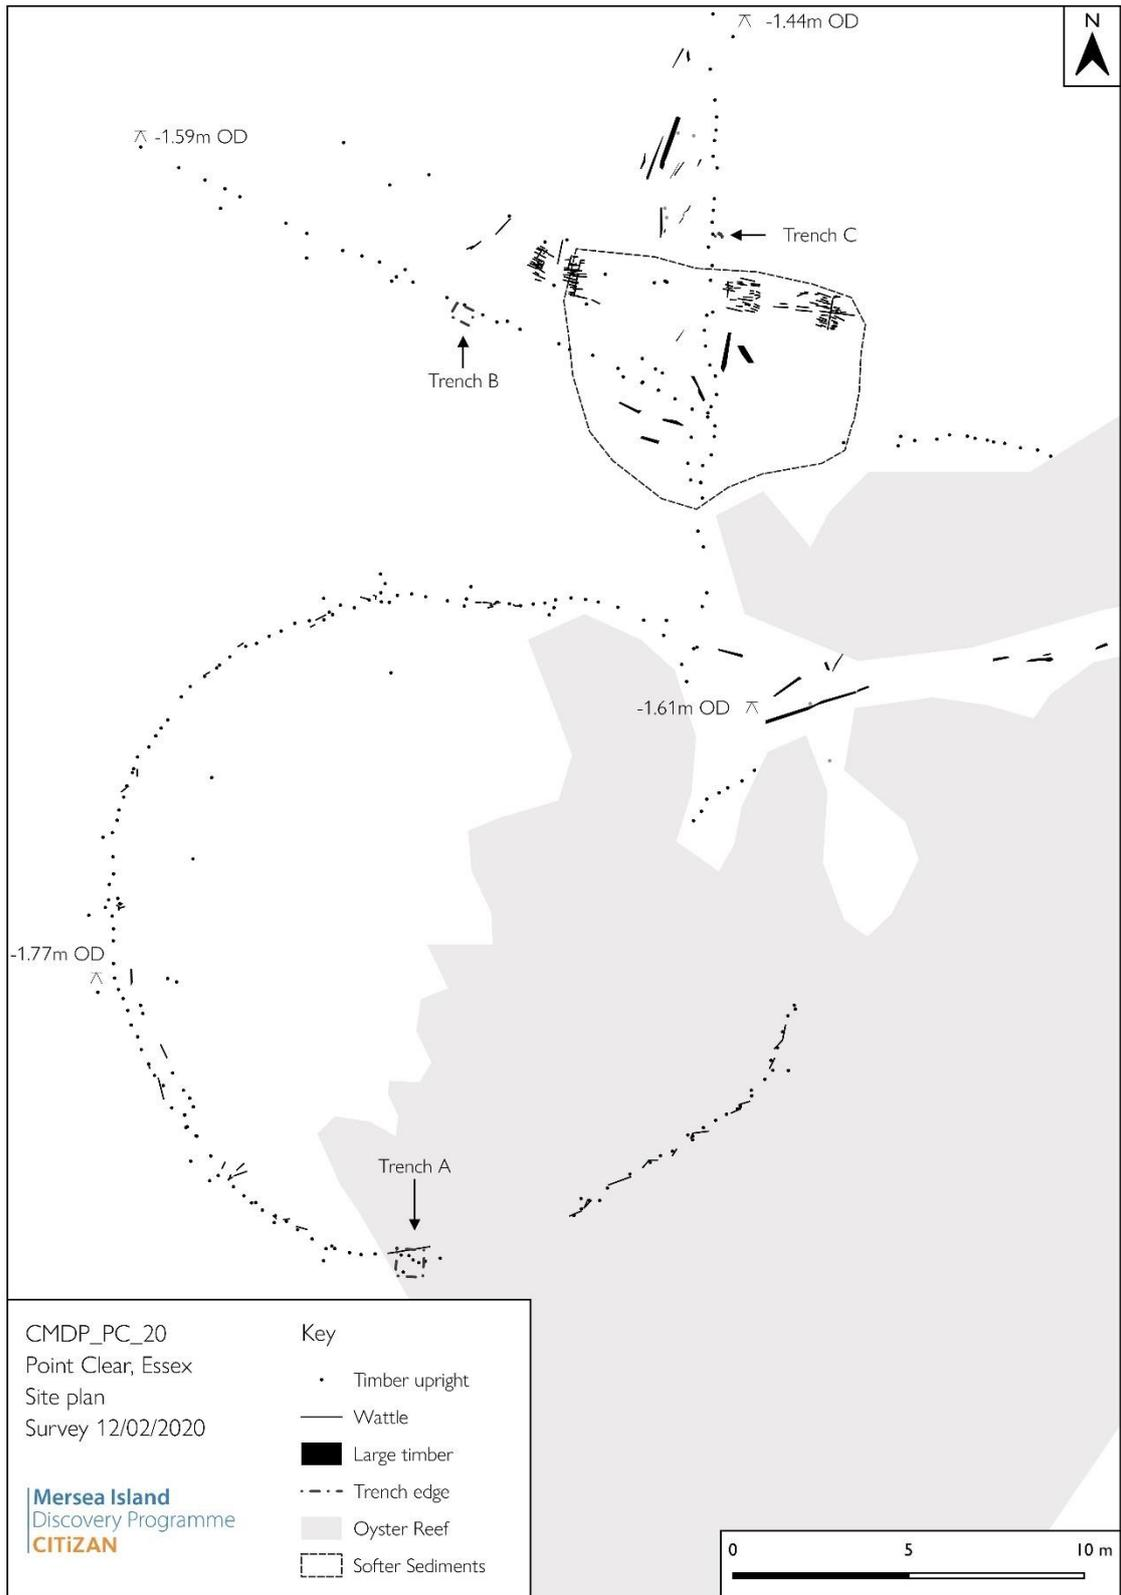 N
-1.44m OD
-1.59m OD
Trench C
Trench B
-1.61m OD
-1.77m OD
Trench A
CMDP_PC_20
Point Clear, Essex
Site plan
Survey 12/02/2020
Mersea Island
Discovery Programme
CITiZAN
Key
Timber upright
Wattle
Large timber
Trench edge
Oyster Reef
Softer Sediments
0 5 10 m